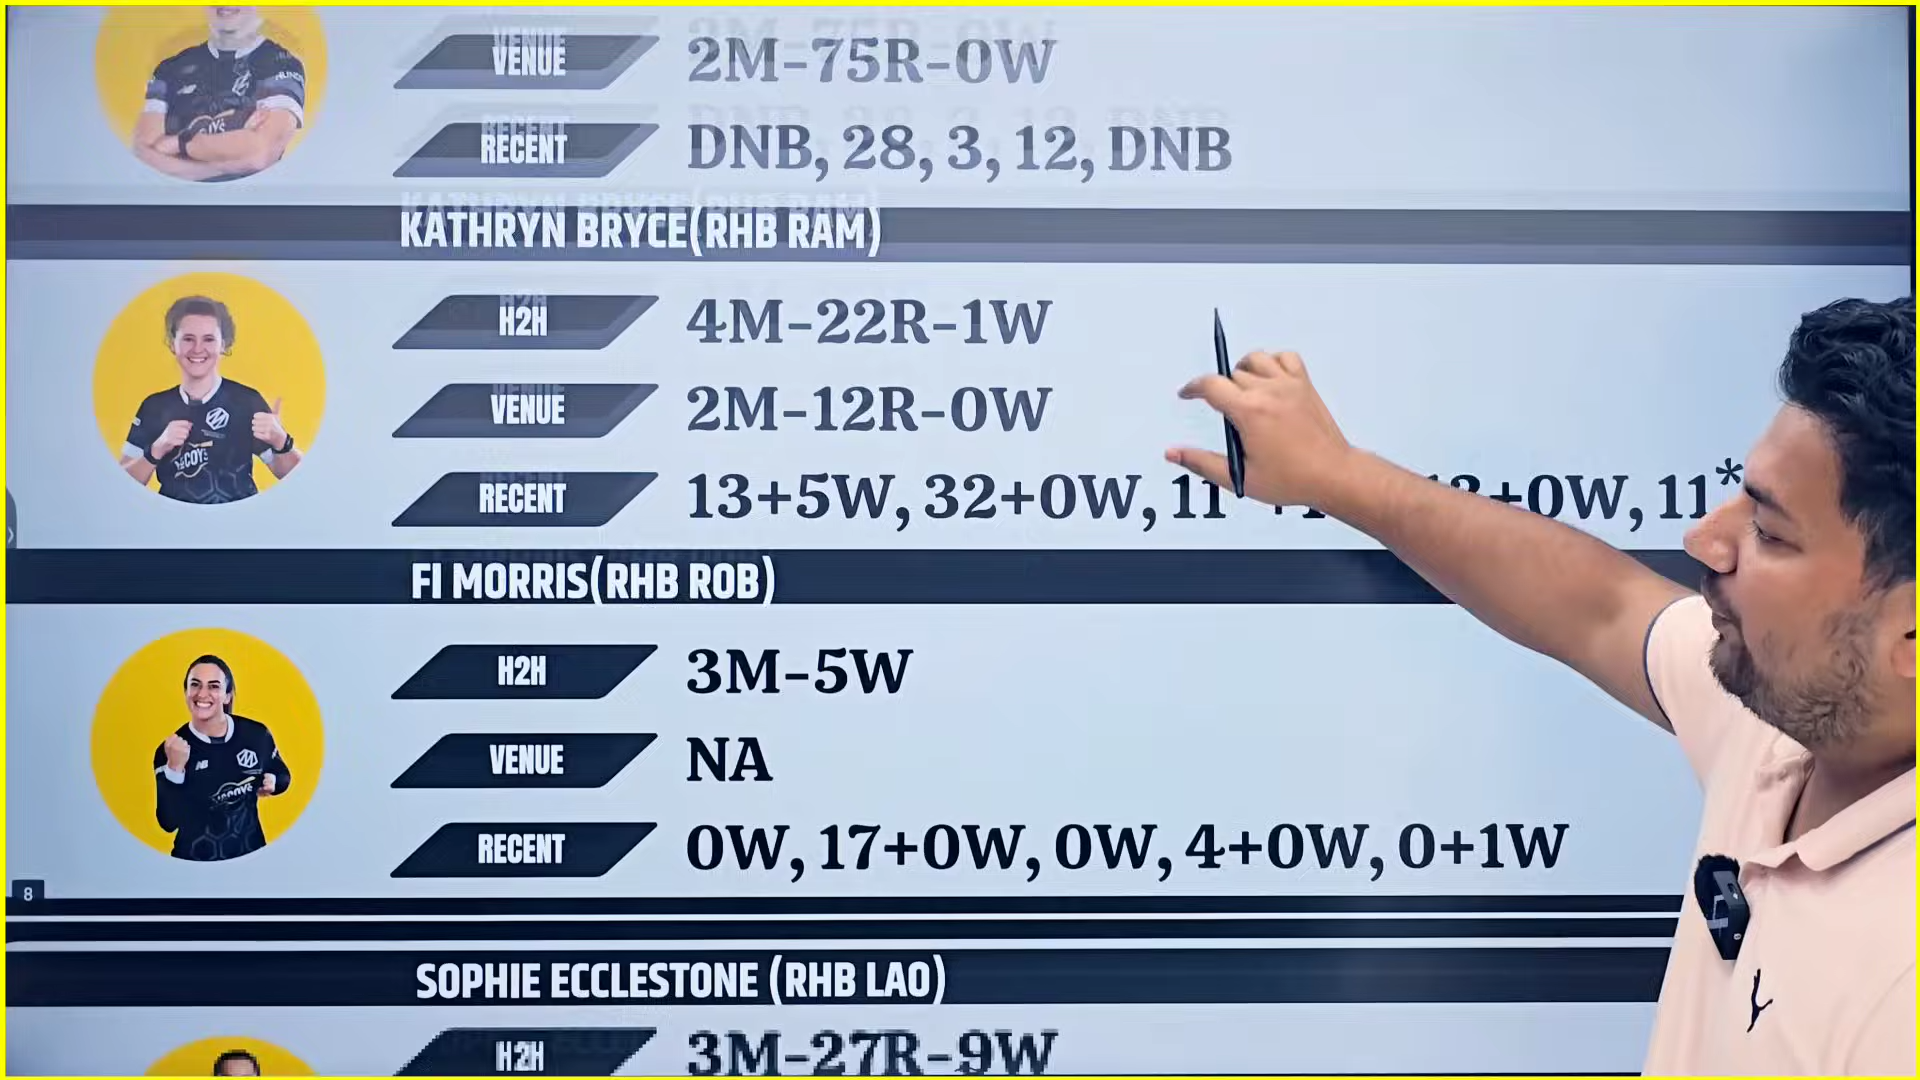 VENUE 2M-75R-0W
RECENT DNB, 28, 3, 12, DNB
KATHRYN BRYCE(RHB RAM)
H2H 4M-22R-1W
VENUE 2M-12R-0W
RECENT 13+5W, 32+0W, 11 +0W, 11*
FI MORRIS(RHB ROB)
H2H 3M-5W
VENUE NA
RECENT 0W, 17+0W, 0W, 4+0W, 0+1W
8
SOPHIE ECCLESTONE (RHB LAO)
H2H 3M-27R-9W